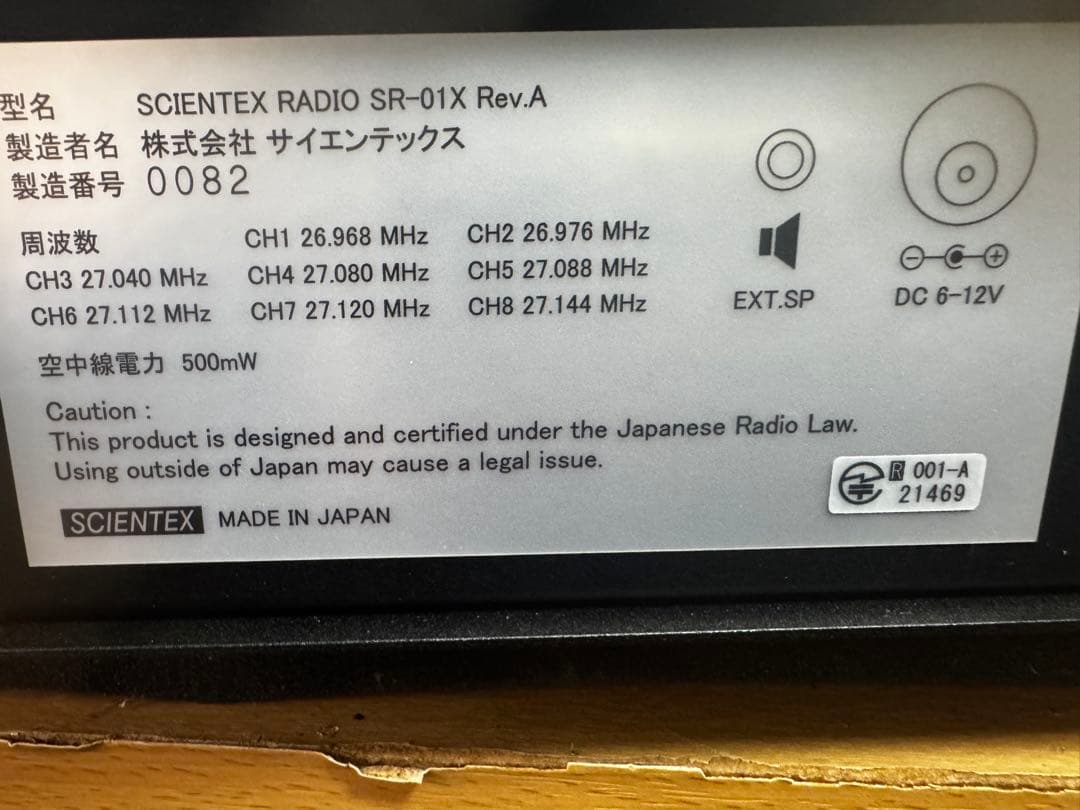 型名 SCIENTEX RADIO SR-01X Rev.A
製造者名 株式会社 サイエンテックス
製造番号 0082
周波数 CH1 26.968 MHz CH2 26.976 MHz
CH3 27.040 MHz CH4 27.080 MHz CH5 27.088 MHz
CH6 27.112 MHz CH7 27.120 MHz CH8 27.144 MHz
空中線電力 500mW
EXT.SP
DC 6-12V
Caution :
This product is designed and certified under the Japanese Radio Law.
Using outside of Japan may cause a legal issue.
R 001-A
21469
SCIENTEX MADE IN JAPAN